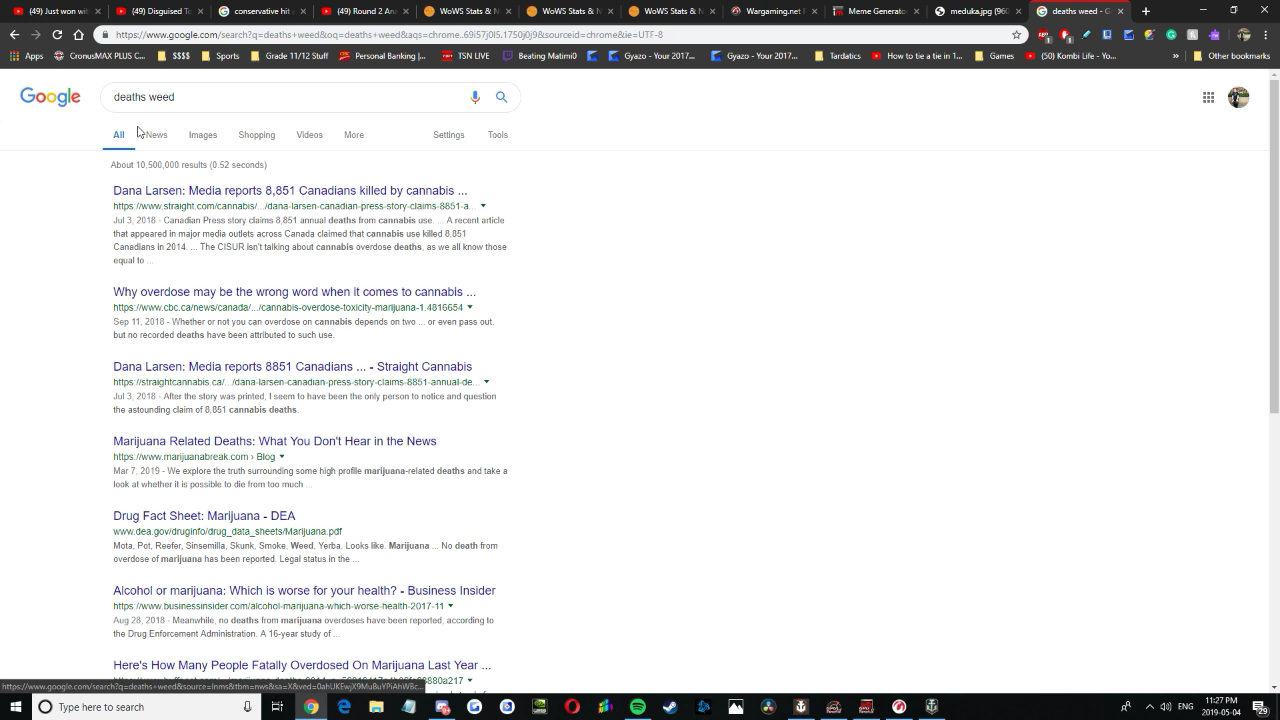 (49) Just won wit
(49) Disguised To
conservative hit
(49) Round 2 Ana
WoWS Stats & N
WoWS Stats & N
WoWS Stats & N
Wargaming.net P
Meme Generato
meduka.jpg (960
deaths weed - G
https://www.google.com/search?q=deaths+weed&oq=deaths+weed&aqs=chrome..69i57j0l5.1750j0j9&sourceid=chrome&ie=UTF-8
Apps CronusMAX PLUS C... $$$$ Sports Grade 11/12 Stuff Personal Banking |... TSN LIVE Beating Matimi0 Gyazo - Your 2017... Gyazo - Your 2017... Tardatics How to tie a tie in 1... Games (50) Kombi Life - Yo... » Other bookmarks
Google deaths weed
All News Images Shopping Videos More Settings Tools
About 10,500,000 results (0.52 seconds)
Dana Larsen: Media reports 8,851 Canadians killed by cannabis ...
https://www.straight.com/cannabis/.../dana-larsen-canadian-press-story-claims-8851-a...
Jul 3, 2018 - Canadian Press story claims 8,851 annual deaths from cannabis use. ... A recent article
that appeared in major media outlets across Canada claimed that cannabis use killed 8,851
Canadians in 2014. ... The CISUR isn't talking about cannabis overdose deaths, as we all know those
equal to ...
Why overdose may be the wrong word when it comes to cannabis ...
https://www.cbc.ca/news/canada/.../cannabis-overdose-toxicity-marijuana-1.4816654
Sep 11, 2018 - Whether or not you can overdose on cannabis depends on two ... or even pass out,
but no recorded deaths have been attributed to such use.
Dana Larsen: Media reports 8851 Canadians ... - Straight Cannabis
https://straightcannabis.ca/.../dana-larsen-canadian-press-story-claims-8851-annual-de...
Jul 3, 2018 - After the story was printed, I seem to have been the only person to notice and question
the astounding claim of 8,851 cannabis deaths.
Marijuana Related Deaths: What You Don't Hear in the News
https://www.marijuanabreak.com › Blog
Mar 7, 2019 - We explore the truth surrounding some high profile marijuana-related deaths and take a
look at whether it is possible to die from too much ...
Drug Fact Sheet: Marijuana - DEA
www.dea.gov/druginfo/drug_data_sheets/Marijuana.pdf
Mota, Pot, Reefer, Sinsemilla, Skunk, Smoke, Weed, Yerba. Looks like. Marijuana ... No death from
overdose of marijuana has been reported. Legal status in the ...
Alcohol or marijuana: Which is worse for your health? - Business Insider
https://www.businessinsider.com/alcohol-marijuana-which-worse-health-2017-11
Aug 28, 2018 - Meanwhile, no deaths from marijuana overdoses have been reported, according to
the Drug Enforcement Administration. A 16-year study of ...
Here's How Many People Fatally Overdosed On Marijuana Last Year ...
Type here to search
ENG
11:27 PM
2019-05-04
29